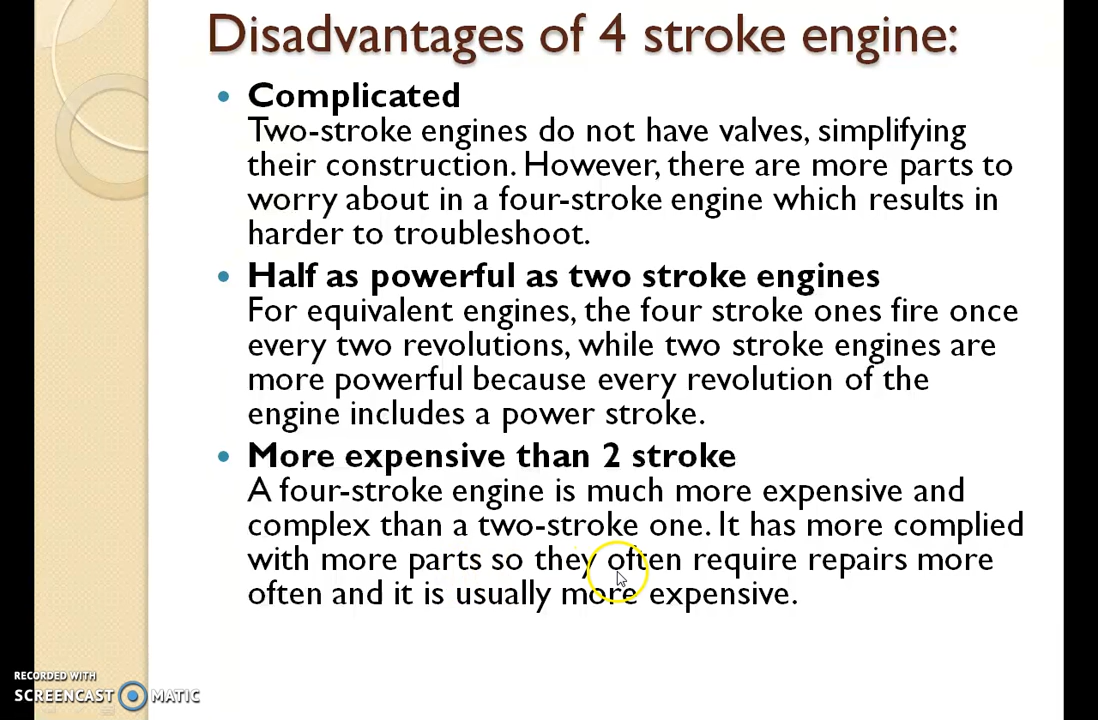 Disadvantages of 4 stroke engine:
• Complicated
Two-stroke engines do not have valves, simplifying
their construction. However, there are more parts to
worry about in a four-stroke engine which results in
harder to troubleshoot.
• Half as powerful as two stroke engines
For equivalent engines, the four stroke ones fire once
every two revolutions, while two stroke engines are
more powerful because every revolution of the
engine includes a power stroke.
• More expensive than 2 stroke
A four-stroke engine is much more expensive and
complex than a two-stroke one. It has more complied
with more parts so they often require repairs more
often and it is usually more expensive.
RECORDED WITH
SCREENCAST MATIC